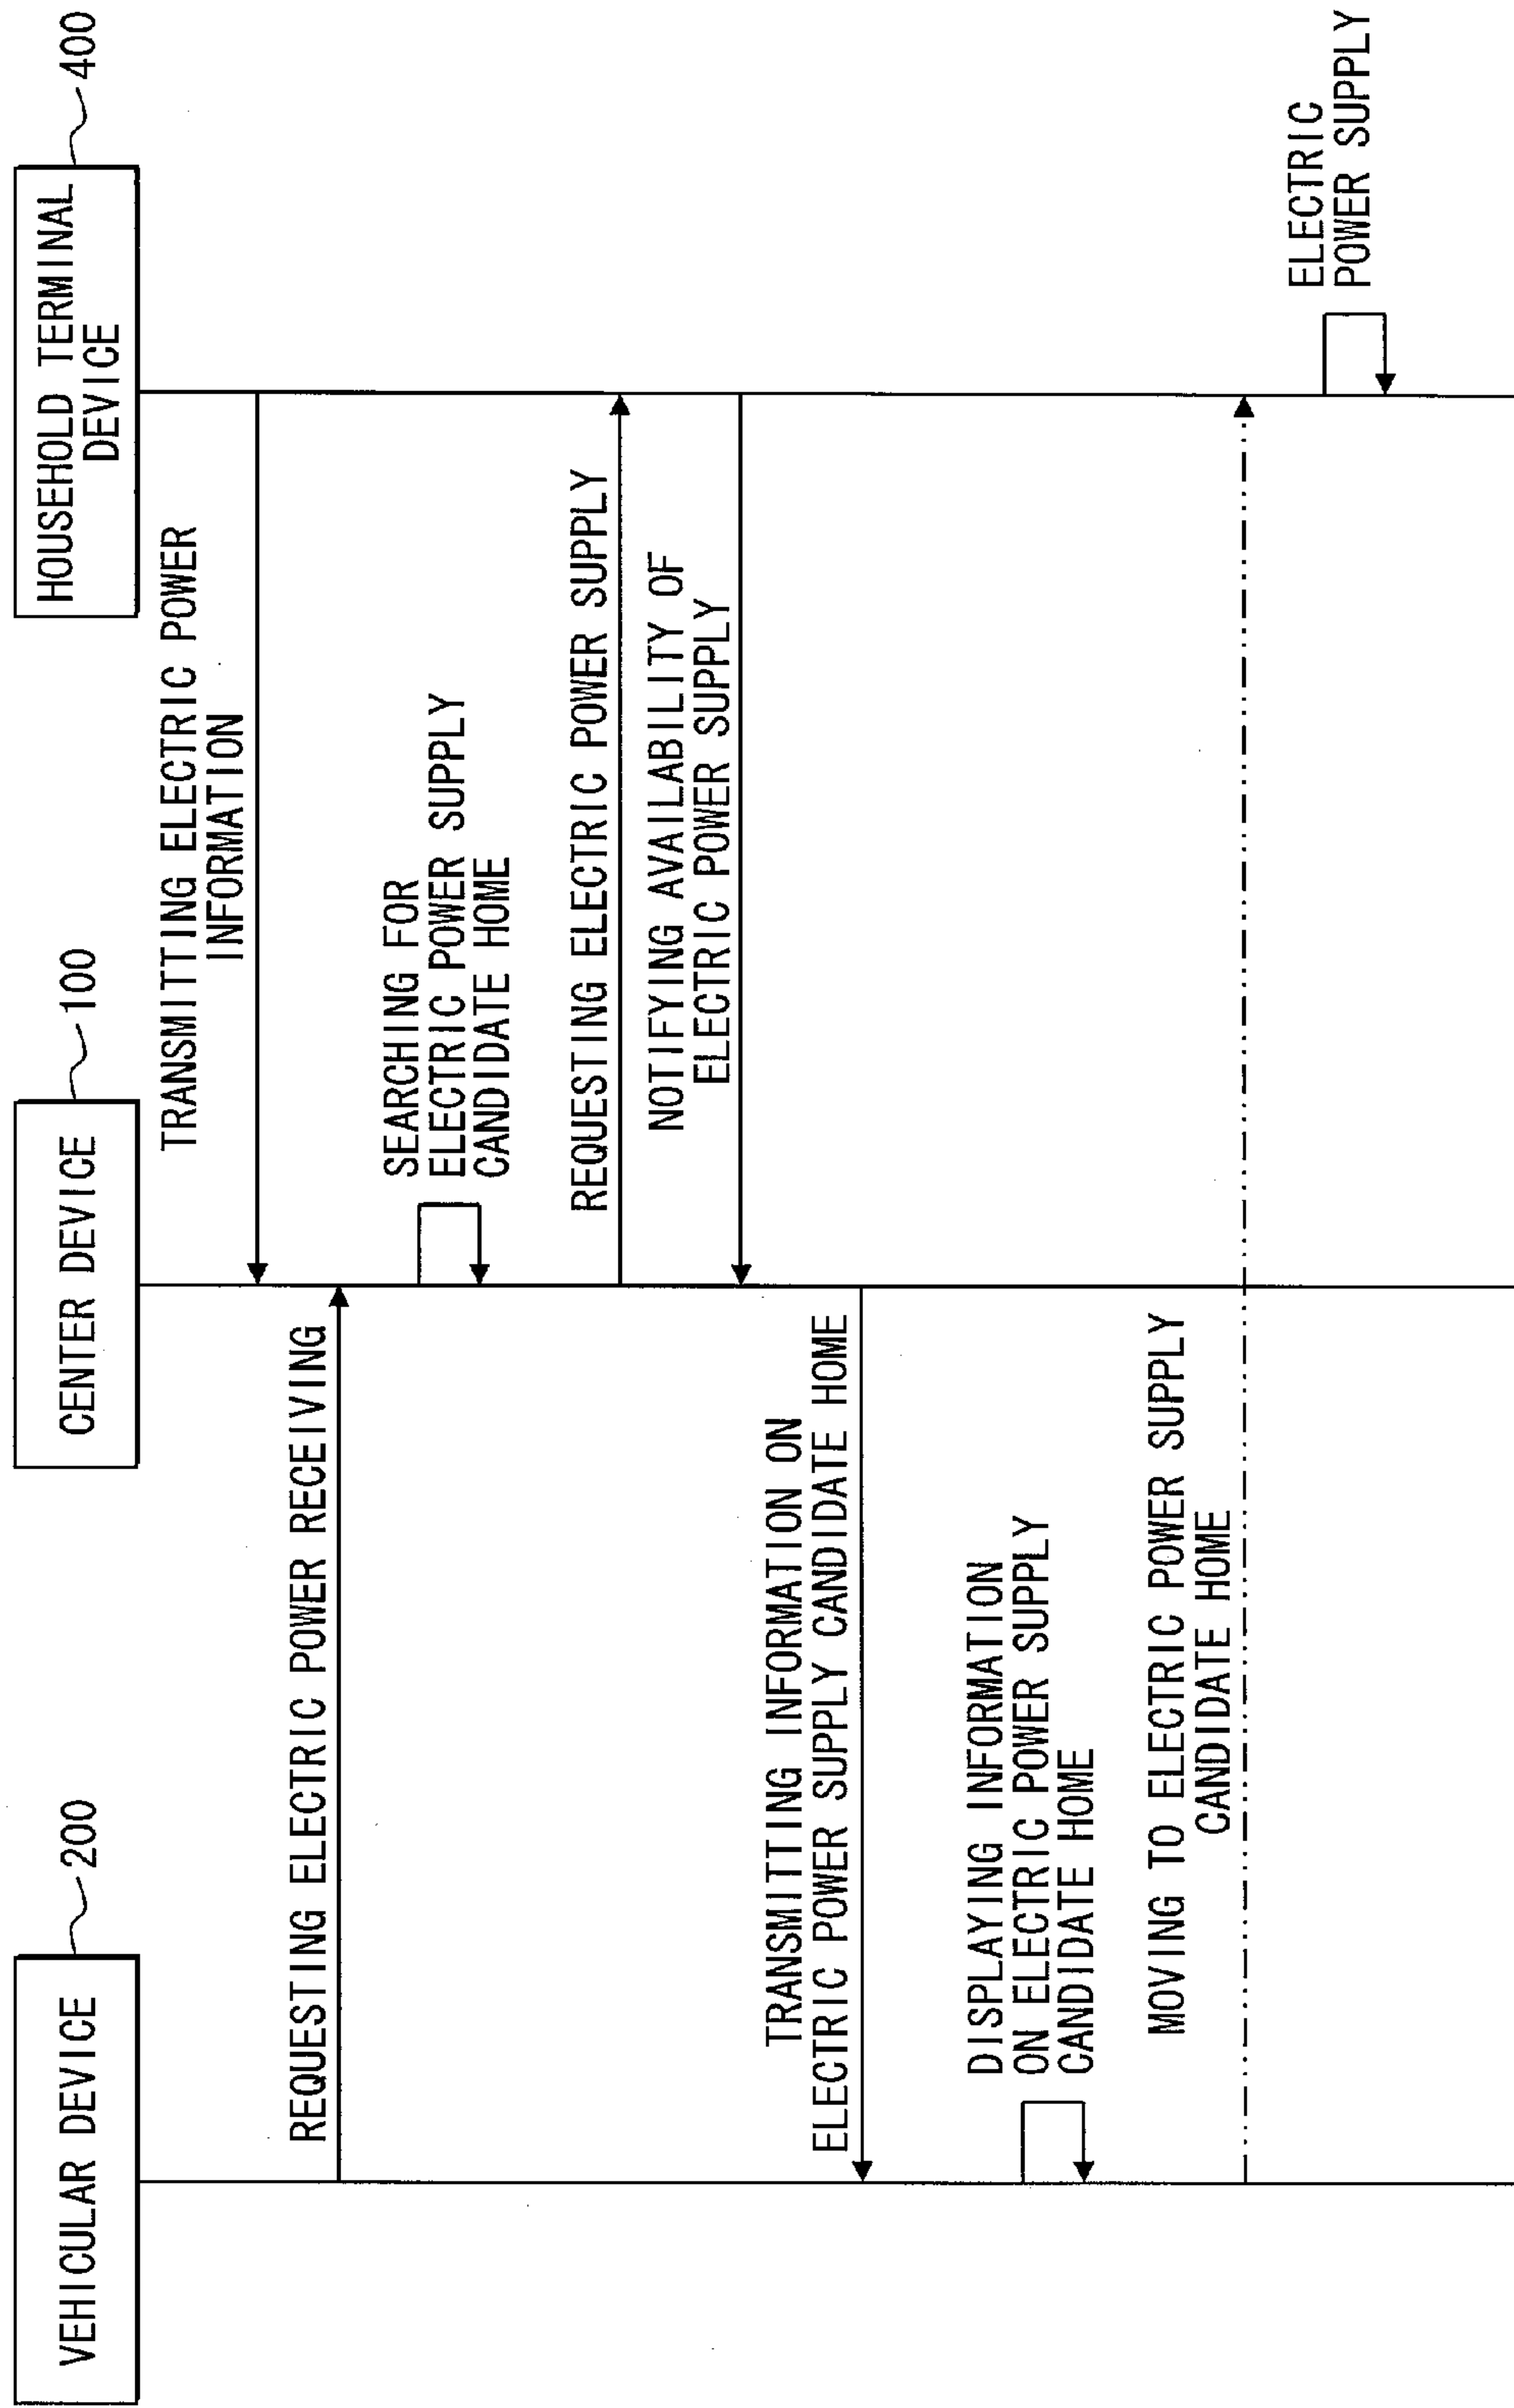 VEHICULAR DEVICE
200
CENTER DEVICE
100
HOUSEHOLD TERMINAL
DEVICE
400
TRANSMITTING ELECTRIC POWER
INFORMATION
REQUESTING ELECTRIC POWER RECEIVING
SEARCHING FOR
ELECTRIC POWER SUPPLY
CANDIDATE HOME
REQUESTING ELECTRIC POWER SUPPLY
NOTIFYING AVAILABILITY OF
ELECTRIC POWER SUPPLY
TRANSMITTING INFORMATION ON
ELECTRIC POWER SUPPLY CANDIDATE HOME
DISPLAYING INFORMATION
ON ELECTRIC POWER SUPPLY
CANDIDATE HOME
MOVING TO ELECTRIC POWER SUPPLY
CANDIDATE HOME
ELECTRIC
POWER SUPPLY